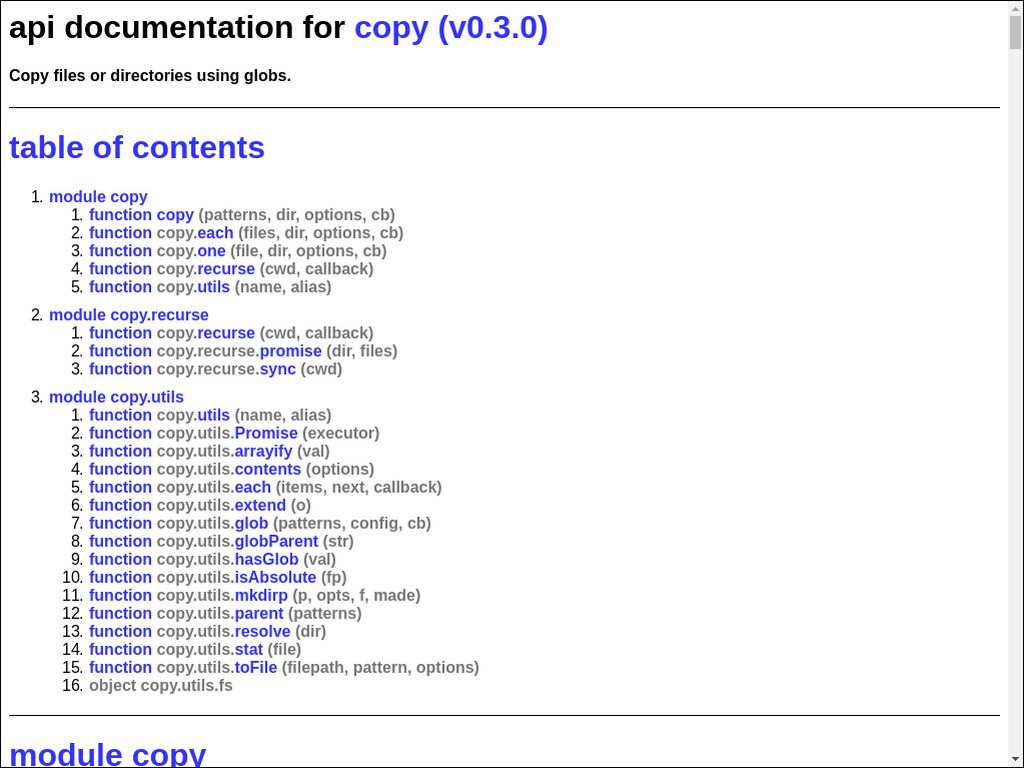 api documentation for copy (v0.3.0)
Copy files or directories using globs.
table of contents
1. module copy
1. function copy (patterns, dir, options, cb)
2. function copy.each (files, dir, options, cb)
3. function copy.one (file, dir, options, cb)
4. function copy.recurse (cwd, callback)
5. function copy.utils (name, alias)
2. module copy.recurse
1. function copy.recurse (cwd, callback)
2. function copy.recurse.promise (dir, files)
3. function copy.recurse.sync (cwd)
3. module copy.utils
1. function copy.utils (name, alias)
2. function copy.utils.Promise (executor)
3. function copy.utils.arrayify (val)
4. function copy.utils.contents (options)
5. function copy.utils.each (items, next, callback)
6. function copy.utils.extend (o)
7. function copy.utils.glob (patterns, config, cb)
8. function copy.utils.globParent (str)
9. function copy.utils.hasGlob (val)
10. function copy.utils.isAbsolute (fp)
11. function copy.utils.mkdirp (p, opts, f, made)
12. function copy.utils.parent (patterns)
13. function copy.utils.resolve (dir)
14. function copy.utils.stat (file)
15. function copy.utils.toFile (filepath, pattern, options)
16. object copy.utils.fs
module copy